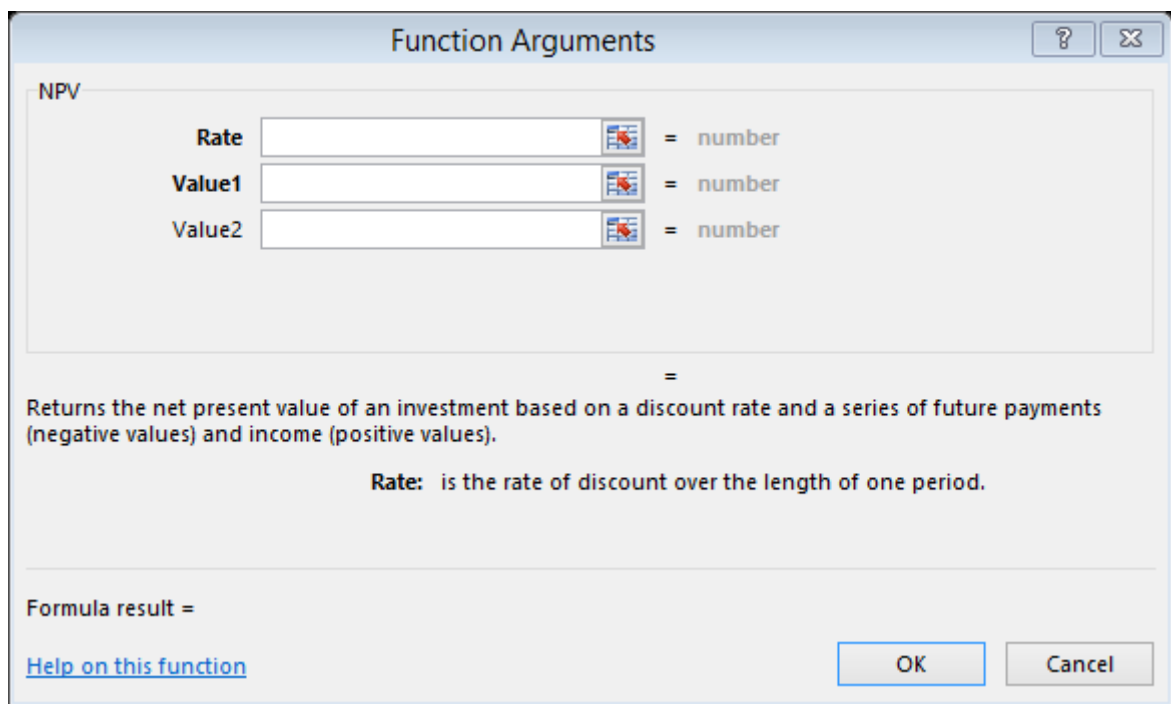 Function Arguments
NPV
Rate = number
Value1 = number
Value2 = number
=
Returns the net present value of an investment based on a discount rate and a series of future payments
(negative values) and income (positive values).
Rate: is the rate of discount over the length of one period.
Formula result =
Help on this function OK Cancel